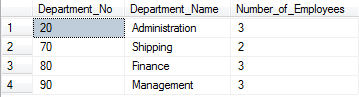 Department_No Department_Name Number_of_Employees
1 20 Administration 3
2 70 Shipping 2
3 80 Finance 3
4 90 Management 3